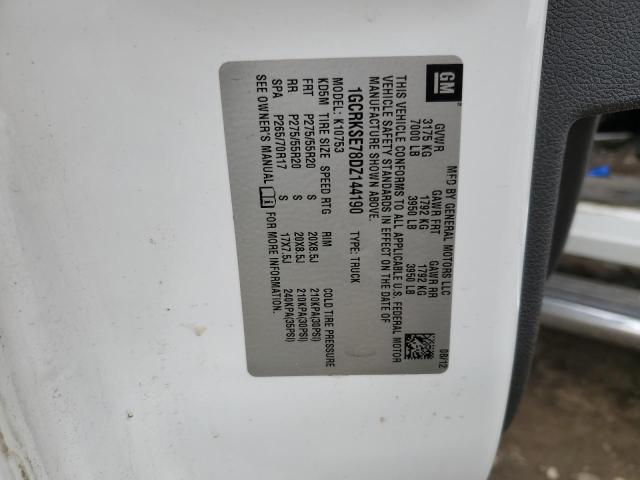 GM
MFD BY GENERAL MOTORS LLC
08/12
GVWR GAWR FRT GAWR RR
3175 KG 1792 KG 1792 KG
7000 LB 3950 LB 3950 LB
THIS VEHICLE CONFORMS TO ALL APPLICABLE U.S. FEDERAL MOTOR
VEHICLE SAFETY STANDARDS IN EFFECT ON THE DATE OF
MANUFACTURE SHOWN ABOVE.
1GCRKSE78DZ144190 TYPE: TRUCK
MODEL: K10753
KD5M TIRE SIZE SPEED RTG RIM COLD TIRE PRESSURE
FRT P275/55R20 S 20X8.5J 210KPA(30PSI)
RR P275/55R20 S 20X8.5J 210KPA(30PSI)
SPA P265/70R17 S 17X7.5J 240KPA(35PSI)
SEE OWNER'S MANUAL FOR MORE INFORMATION.